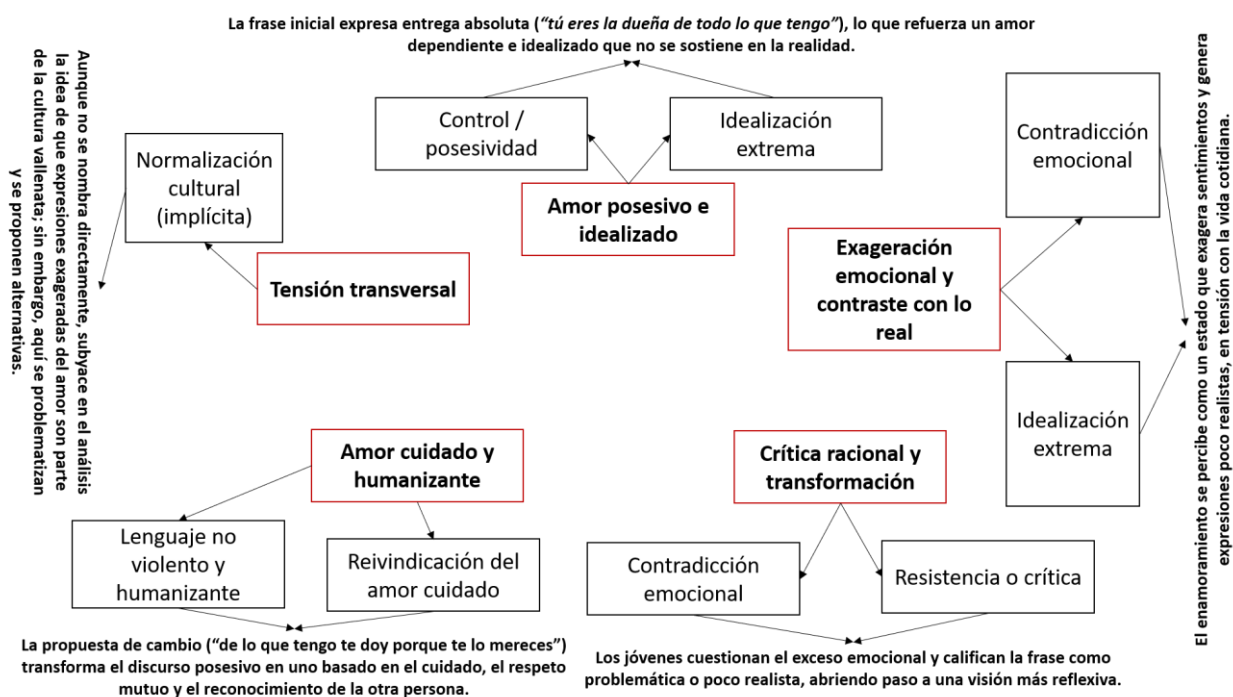 La frase inicial expresa entrega absoluta (“tú eres la dueña de todo lo que tengo”), lo que refuerza un amor
dependiente e idealizado que no se sostiene en la realidad.
Control /
posesividad
Idealización
extrema
Amor posesivo e
idealizado
Aunque no se nombra directamente, subyace en el análisis
la idea de que expresiones exageradas del amor son parte
de la cultura vallenata; sin embargo, aquí se problematizan
y se proponen alternativas.
Normalización
cultural
(implícita)
Tensión transversal
Contradicción
emocional
Exageración
emocional y
contraste con lo
real
Idealización
extrema
El enamoramiento se percibe como un estado que exagera sentimientos y genera
expresiones poco realistas, en tensión con la vida cotidiana.
Amor cuidado y
humanizante
Lenguaje no
violento y
humanizante
Reivindicación del
amor cuidado
La propuesta de cambio (“de lo que tengo te doy porque te lo mereces”)
transforma el discurso posesivo en uno basado en el cuidado, el respeto
mutuo y el reconocimiento de la otra persona.
Crítica racional y
transformación
Contradicción
emocional
Resistencia o crítica
Los jóvenes cuestionan el exceso emocional y califican la frase como
problemática o poco realista, abriendo paso a una visión más reflexiva.